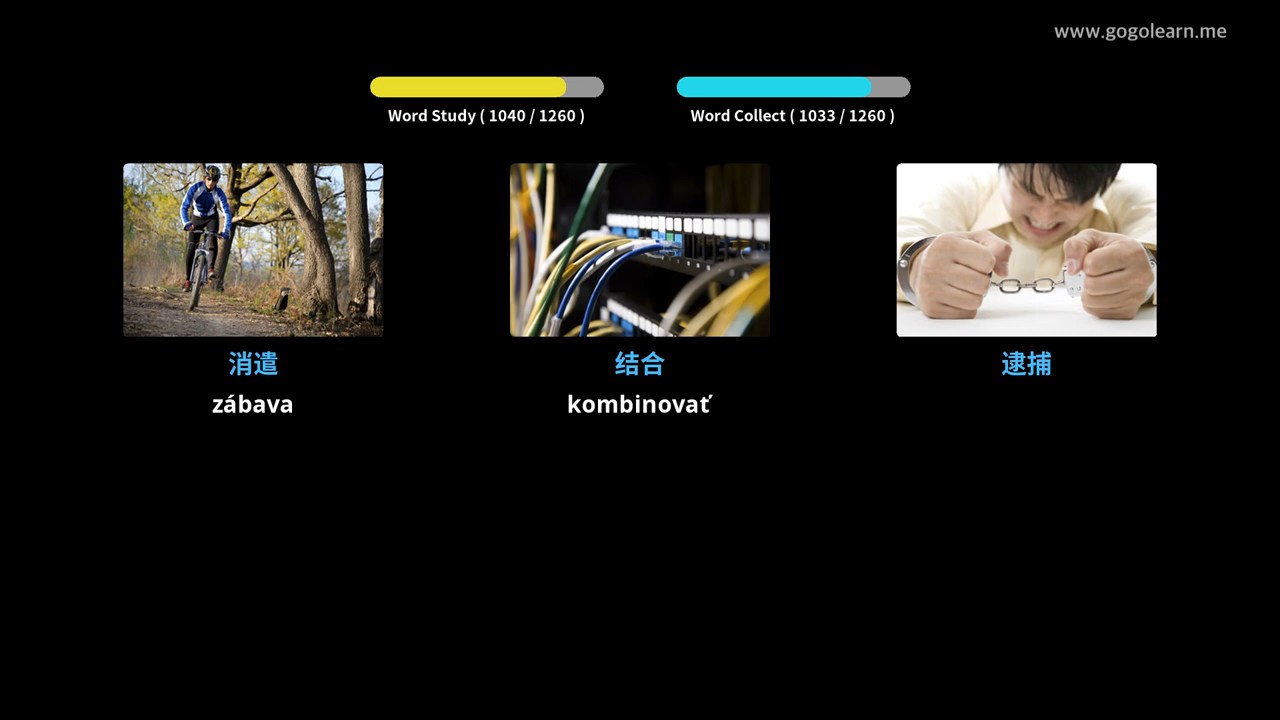 www.gogolearn.me
Word Study ( 1040 / 1260 )
Word Collect ( 1033 / 1260 )
消遣
zábava
结合
kombinovať
逮捕